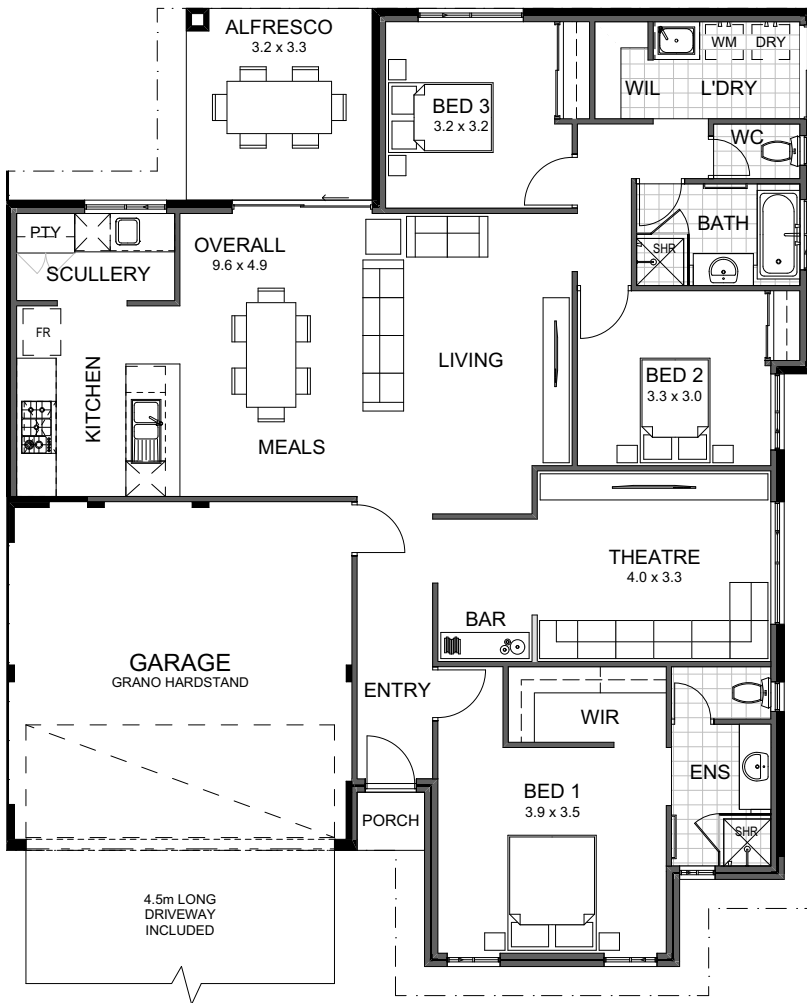 ALFRESCO
3.2 x 3.3
BED 3
3.2 x 3.2
WM
DRY
WIL
L'DRY
WC
BATH
SHR
PTY
SCULLERY
OVERALL
9.6 x 4.9
FR
KITCHEN
MEALS
LIVING
BED 2
3.3 x 3.0
THEATRE
4.0 x 3.3
BAR
GARAGE
GRANO HARDSTAND
ENTRY
WIR
ENS
SHR
BED 1
3.9 x 3.5
PORCH
4.5m LONG
DRIVEWAY
INCLUDED